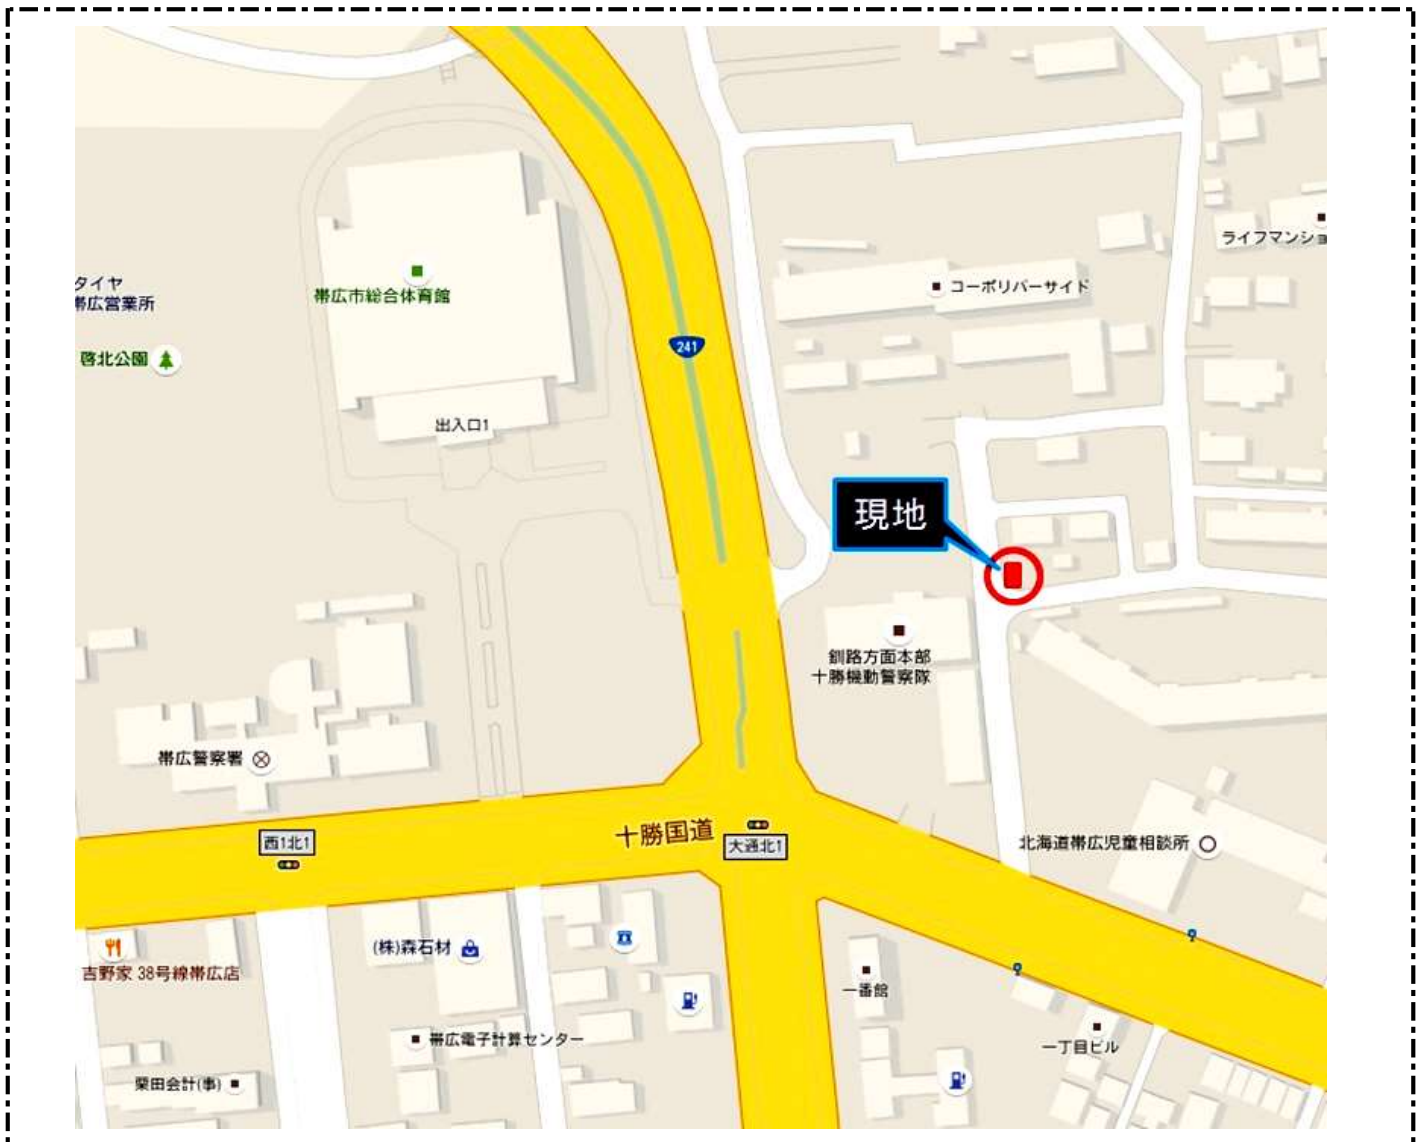 ライフマンショ
タイヤ
帯広営業所
帯広市総合体育館
コーポリバーサイド
241
啓北公園
出入口1
現地
釧路方面本部
十勝機動警察隊
帯広警察署
十勝国道
西1北1
大通北1
北海道帯広児童相談所
(株)森石材
吉野家 38号線帯広店
一番館
帯広電子計算センター
一丁目ビル
栗田会計(事)